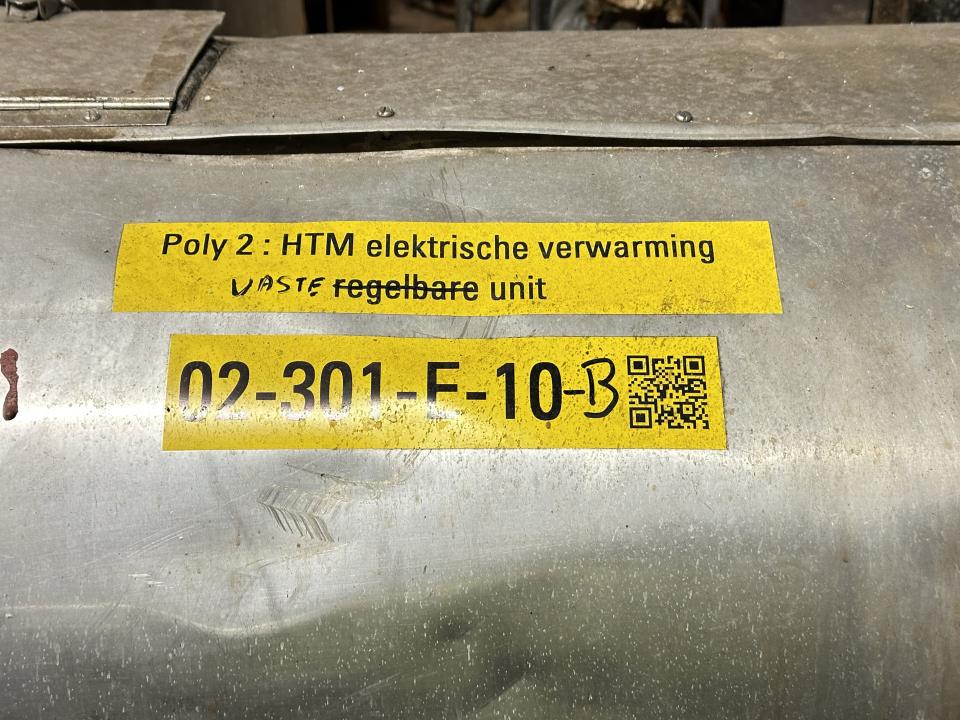 Poly 2 : HTM elektrische verwarming
VASTE regelbare unit
02-301-E-10-B